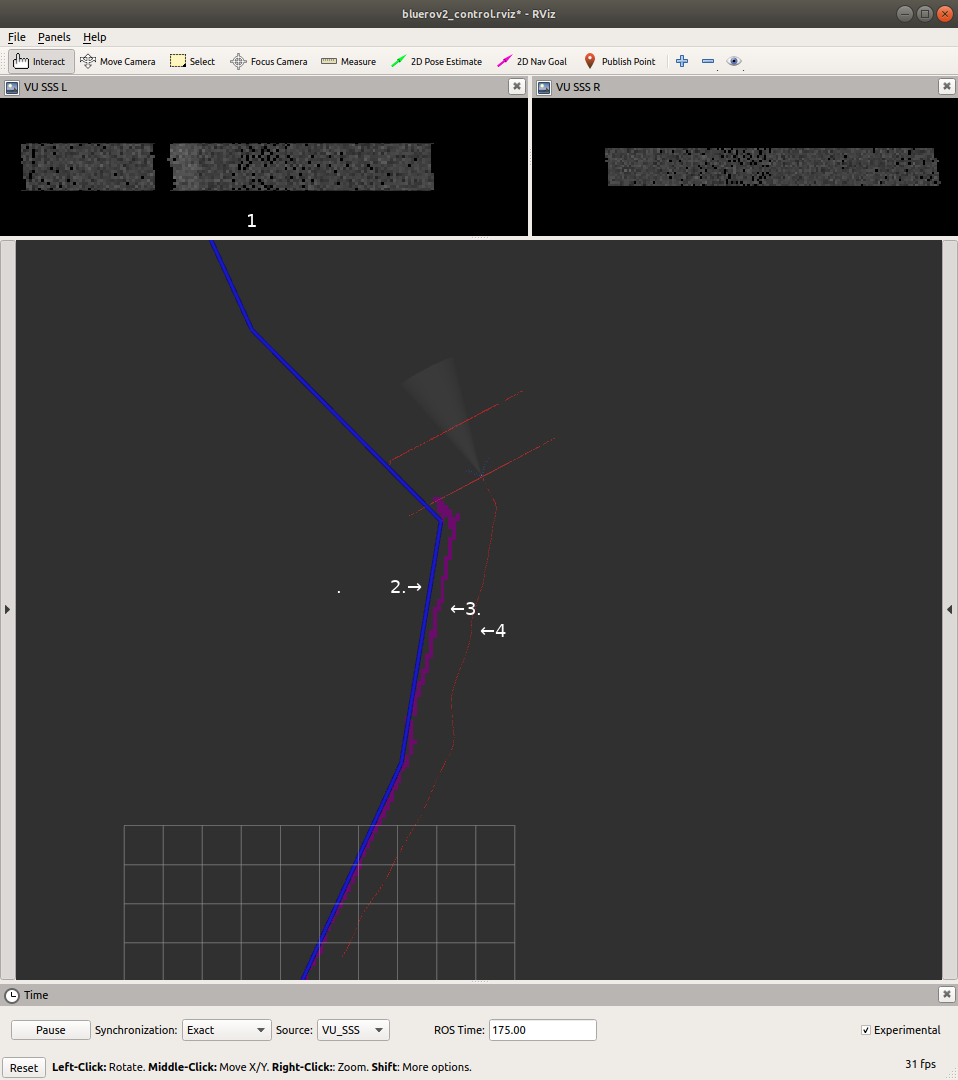 bluerov2_control.rviz* - RViz
File Panels Help
Interact Move Camera Select Focus Camera Measure 2D Pose Estimate 2D Nav Goal Publish Point
VU SSS L
VU SSS R
1
2.→
←3.
←4
Time
Pause Synchronization: Exact Source: VU_SSS ROS Time: 175.00 Experimental
Reset Left-Click: Rotate. Middle-Click: Move X/Y. Right-Click:: Zoom. Shift: More options. 31 fps